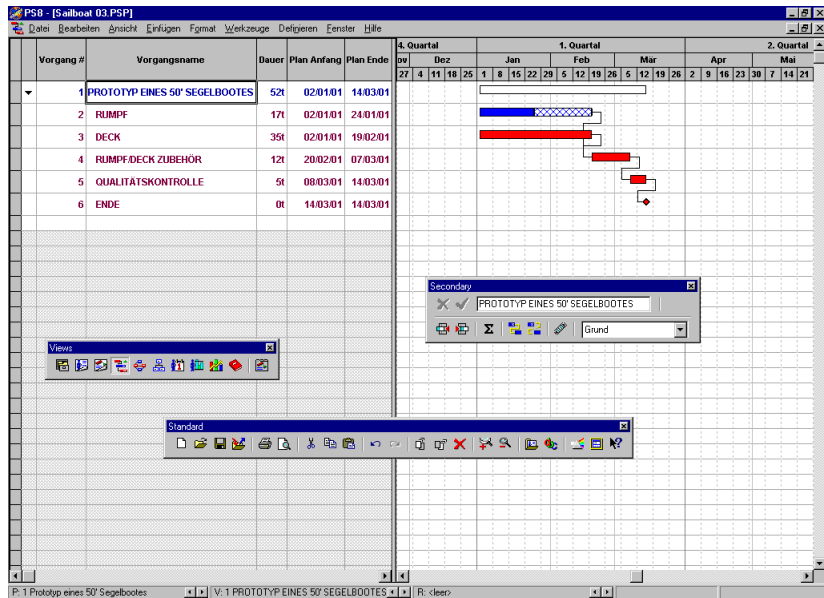 PS8 - [Sailboat 03.PSP]
Datei Bearbeiten Ansicht Einfügen Format Werkzeuge Definieren Fenster Hilfe
4. Quartal 1. Quartal 2. Quartal
Vorgang # Vorgangsname Dauer Plan Anfang Plan Ende
Dez Jan Feb Mär Apr Mai
27 4 11 18 25 1 8 15 22 29 5 12 19 26 5 12 19 26 2 9 16 23 30 7 14 21
1 PROTOTYP EINES 50' SEGELBOOTES 52t 02/01/01 14/03/01
2 RUMPF 17t 02/01/01 24/01/01
3 DECK 35t 02/01/01 19/02/01
4 RUMPF/DECK ZUBEHÖR 12t 20/02/01 07/03/01
5 QUALITÄTSKONTROLLE 5t 08/03/01 14/03/01
6 ENDE 0t 14/03/01 14/03/01
Secondary
PROTOTYP EINES 50' SEGELBOOTES
Grund
Views
Standard
P: 1 Prototyp eines 50' Segelbootes V: 1 PROTOTYP EINES 50' SEGELBOOTES R: <leer>